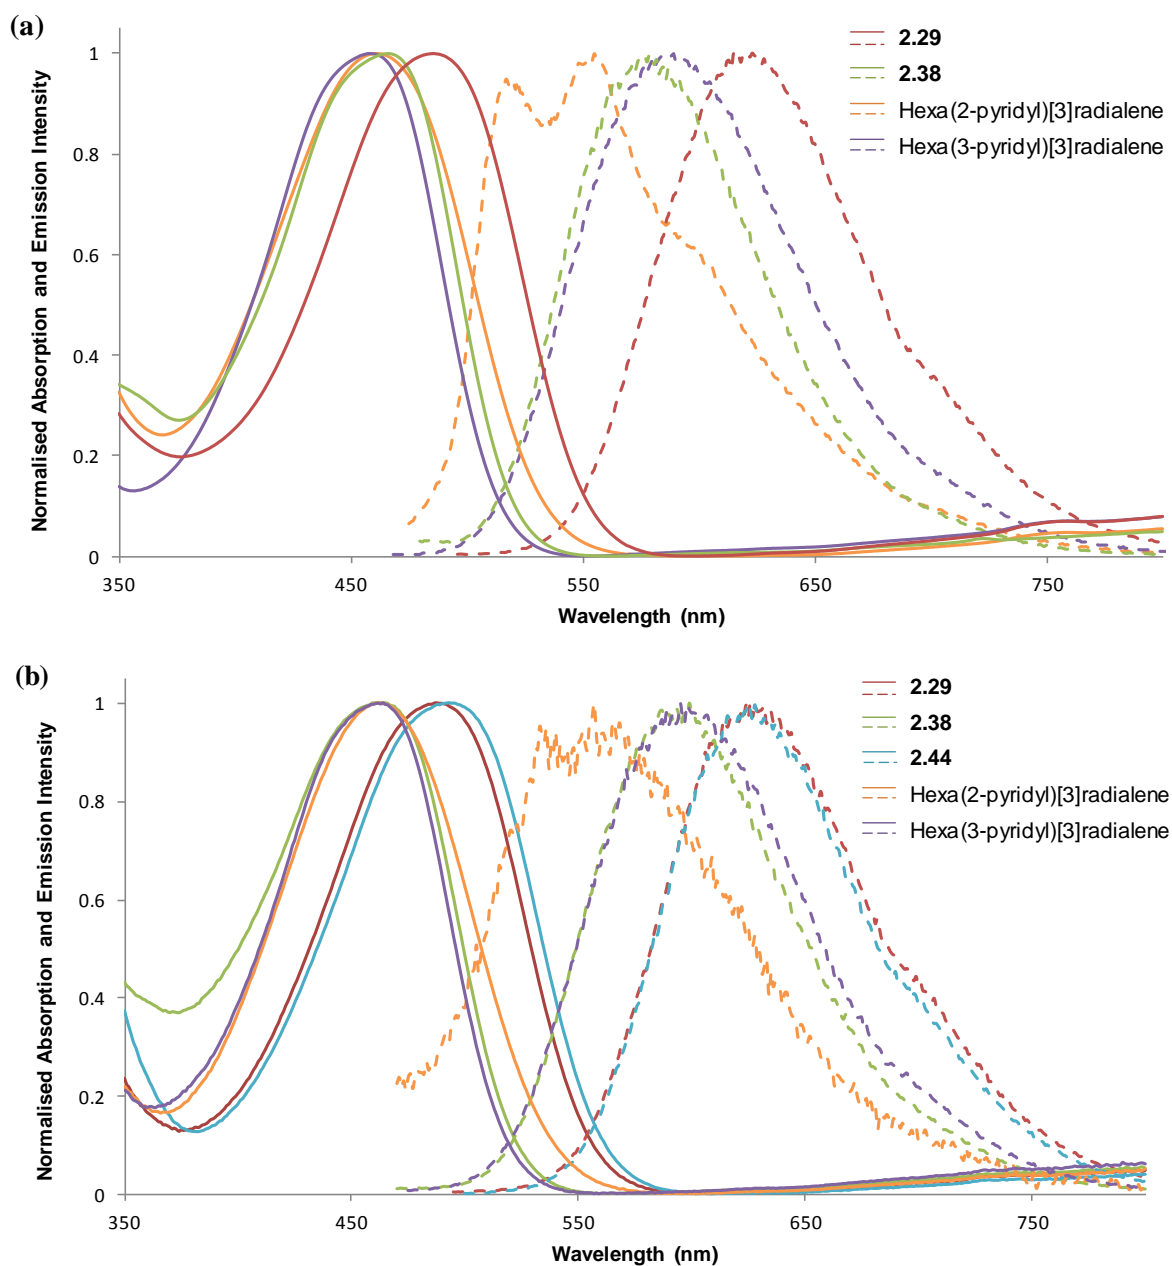 (a)
2.29
2.38
Hexa(2-pyridyl)[3]radialene
Hexa(3-pyridyl)[3]radialene
Normalised Absorption and Emission Intensity
1
0.8
0.6
0.4
0.2
0
350
450
550
650
750
Wavelength (nm)
(b)
2.29
2.38
2.44
Hexa(2-pyridyl)[3]radialene
Hexa(3-pyridyl)[3]radialene
Normalised Absorption and Emission Intensity
1
0.8
0.6
0.4
0.2
0
350
450
550
650
750
Wavelength (nm)